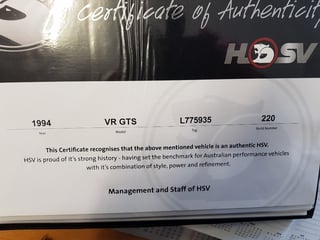 Certificate of Authenticity
HSV
1994 VR GTS L775935 220
Year Model Tag Build Number
This Certificate recognises that the above mentioned vehicle is an authentic HSV.
HSV is proud of it's strong history - having set the benchmark for Australian performance vehicles
with it's combination of style, power and refinement.
Management and Staff of HSV